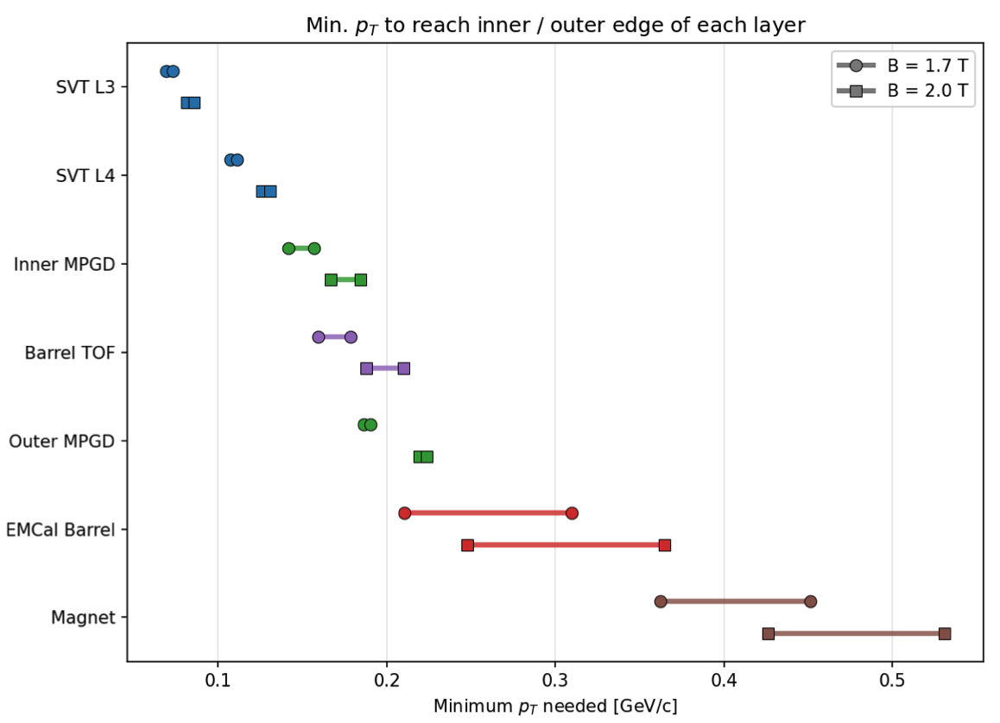 Min. p_T to reach inner / outer edge of each layer
B = 1.7 T
B = 2.0 T
SVT L3
SVT L4
Inner MPGD
Barrel TOF
Outer MPGD
EMCal Barrel
Magnet
0.1 0.2 0.3 0.4 0.5
Minimum p_T needed [GeV/c]